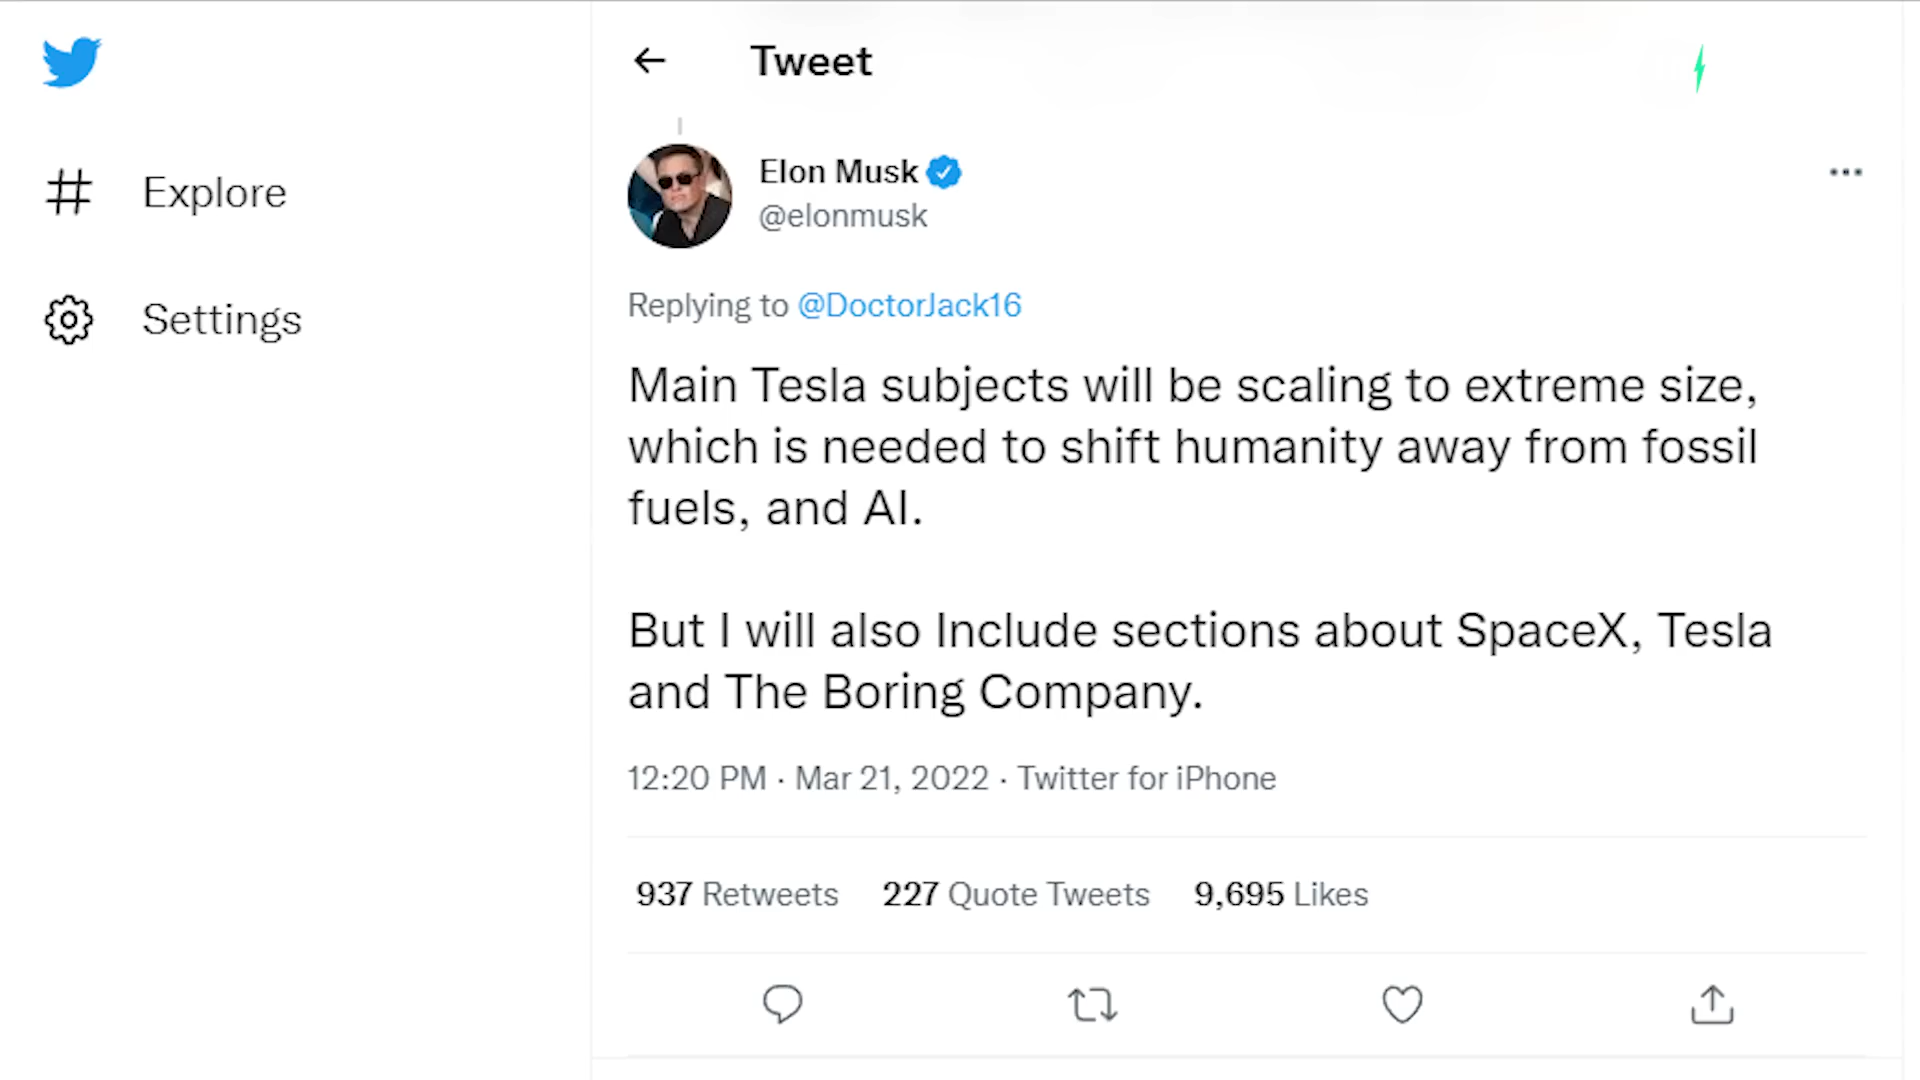 Tweet
Explore
Settings
Elon Musk
@elonmusk
Replying to @DoctorJack16
Main Tesla subjects will be scaling to extreme size,
which is needed to shift humanity away from fossil
fuels, and AI.
But I will also Include sections about SpaceX, Tesla
and The Boring Company.
12:20 PM · Mar 21, 2022 · Twitter for iPhone
937 Retweets 227 Quote Tweets 9,695 Likes